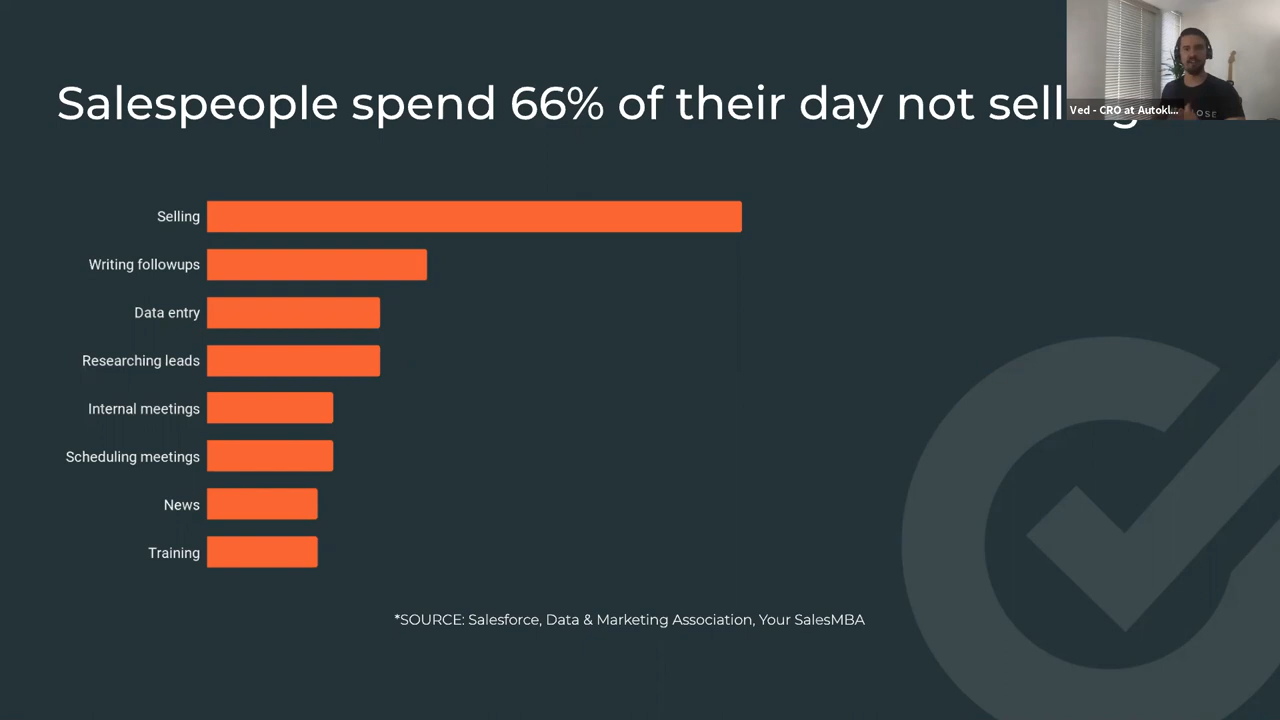 Salespeople spend 66% of their day not
Ved - CRO at Autokl...
OSE
Selling
Writing followups
Data entry
Researching leads
Internal meetings
Scheduling meetings
News
Training
*SOURCE: Salesforce, Data & Marketing Association, Your SalesMBA